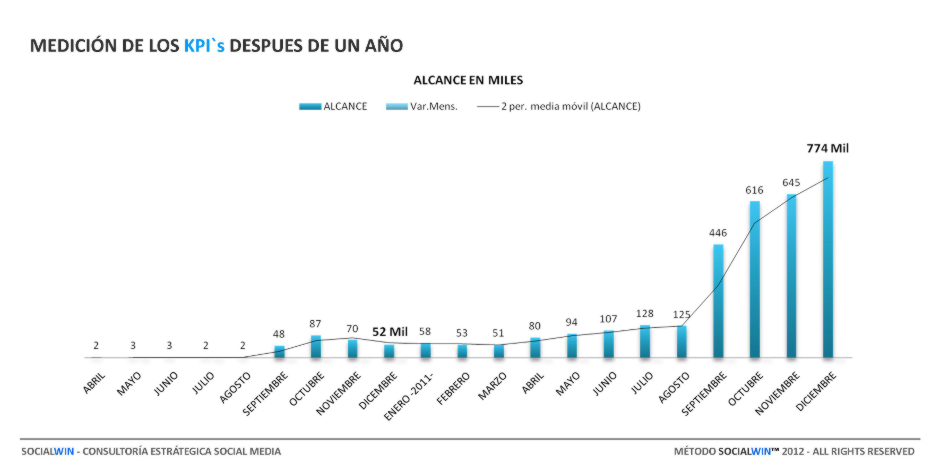 MEDICIÓN DE LOS KPI`s DESPUES DE UN AÑO
ALCANCE EN MILES
ALCANCE Var.Mens. 2 per. media móvil (ALCANCE)
2 3 3 2 2 48 87 70 52 Mil 58 53 51 80 94 107 128 125 446 616 645 774 Mil
ABRIL MAYO JUNIO JULIO AGOSTO SEPTIEMBRE OCTUBRE NOVIEMBRE DICEMBRE ENERO -2011- FEBRERO MARZO ABRIL MAYO JUNIO JULIO AGOSTO SEPTIEMBRE OCTUBRE NOVIEMBRE DICIEMBRE
SOCIALWIN - CONSULTORÍA ESTRÁTEGICA SOCIAL MEDIA
MÉTODO SOCIALWIN™ 2012 - ALL RIGHTS RESERVED